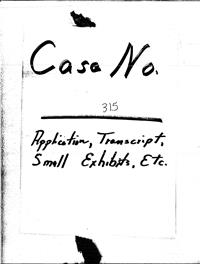 Case No.
315
Application, Transcript,
Small Exhibits, Etc.